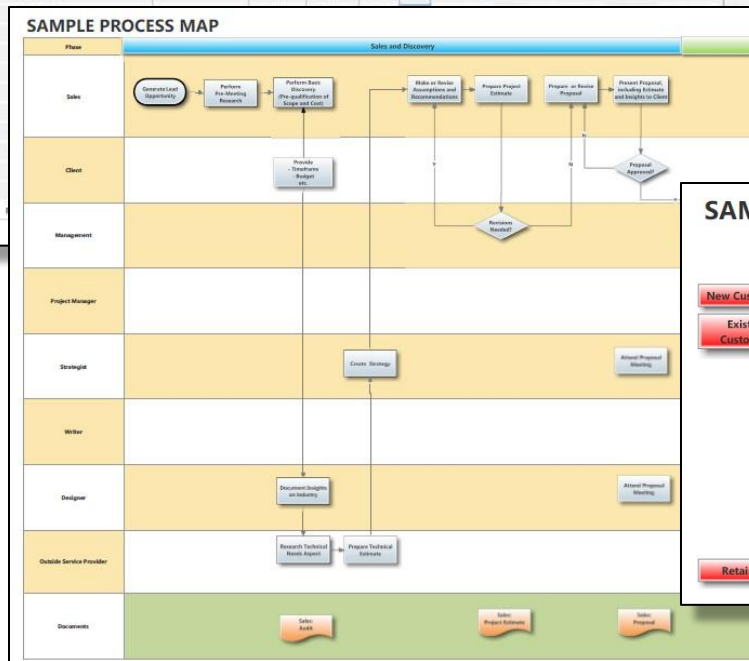 SAMPLE PROCESS MAP
Phase
Sales and Discovery
Sales
Generate Lead
Opportunity
Perform
Pre-Meeting
Research
Perform Basic
Discovery
(Pre-qualification of
Scope and Cost)
Make or Revise
Assumptions and
Recommendations
Prepare Project
Estimate
Prepare or Revise
Proposal
Present Proposal,
including Estimate
and Insights to Client
Client
Provide
- Timeframe
- Budget
etc.
Proposal
Approved?
Management
Revisions
Needed?
Y
N
N
Project Manager
Strategist
Create Strategy
Attend Proposal
Meeting
Writer
Designer
Document Insights
on Industry
Attend Proposal
Meeting
Outside Service Provider
Research Technical
Needs Aspect
Prepare Technical
Estimate
Documents
Sales:
Audit
Sales:
Project Estimate
Sales:
Proposal
SAM
New Cus
Exist
Custo
Retai